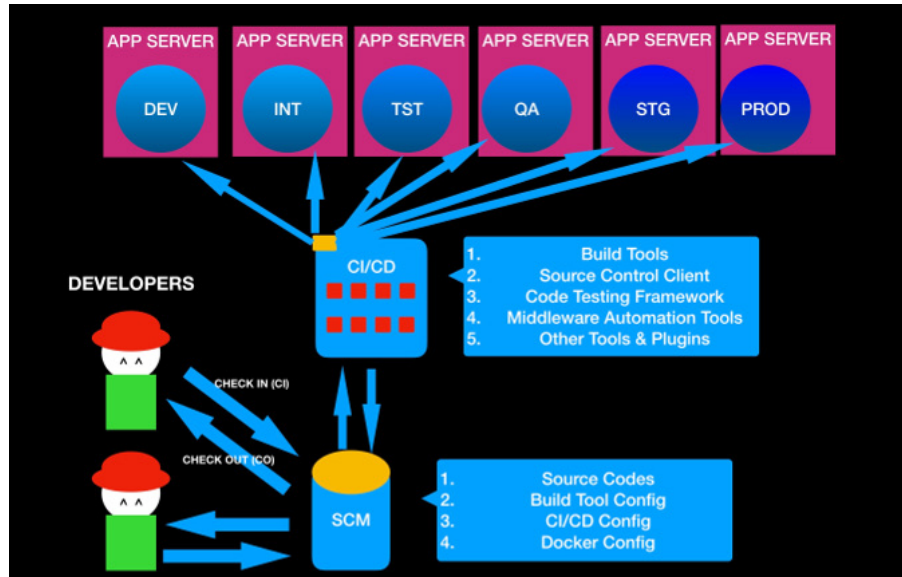 APP SERVER APP SERVER APP SERVER APP SERVER APP SERVER APP SERVER
DEV INT TST QA STG PROD
CI/CD
1. Build Tools
2. Source Control Client
3. Code Testing Framework
4. Middleware Automation Tools
5. Other Tools & Plugins
DEVELOPERS
CHECK IN (CI)
CHECK OUT (CO)
SCM
1. Source Codes
2. Build Tool Config
3. CI/CD Config
4. Docker Config